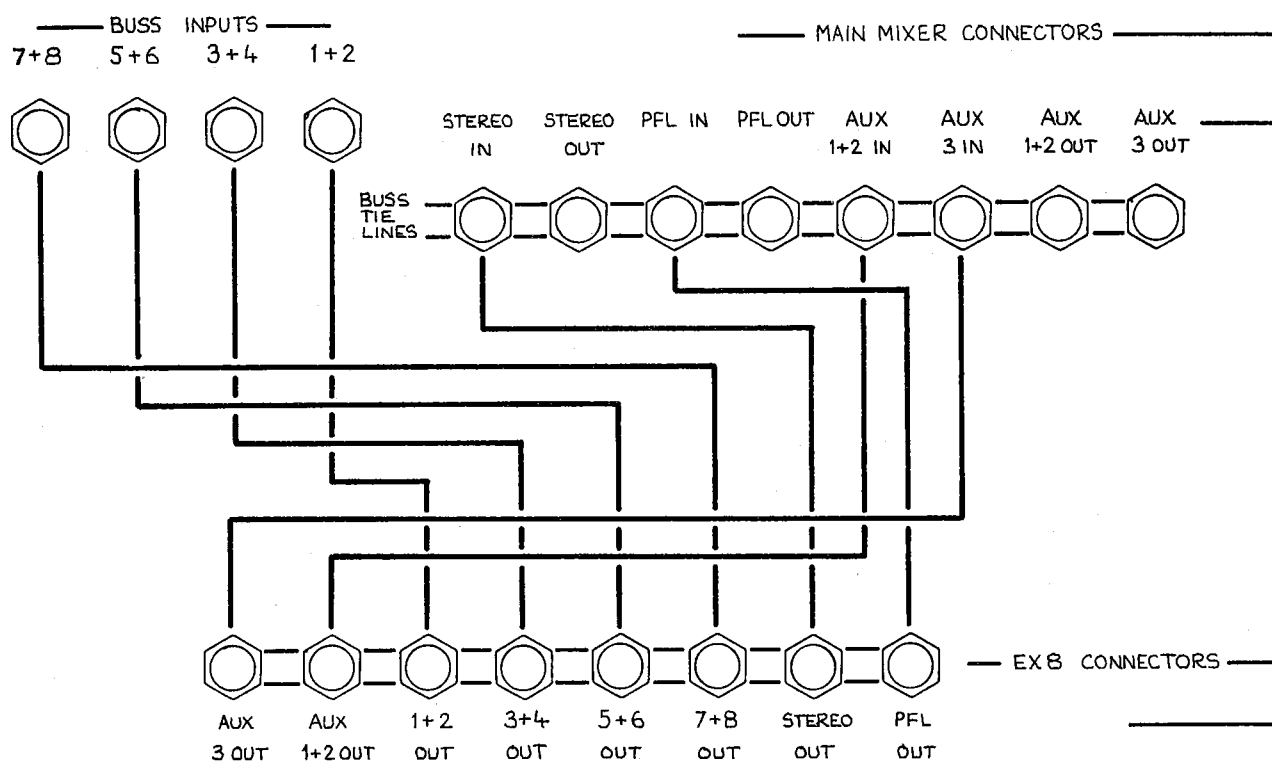 BUSS INPUTS
7+8 5+6 3+4 1+2
MAIN MIXER CONNECTORS
STEREO IN
STEREO OUT
PFL IN
PFL OUT
AUX 1+2 IN
AUX 3 IN
AUX 1+2 OUT
AUX 3 OUT
BUSS
TIE
LINES
EX8 CONNECTORS
AUX 3 OUT
AUX 1+2 OUT
1+2 OUT
3+4 OUT
5+6 OUT
7+8 OUT
STEREO OUT
PFL OUT